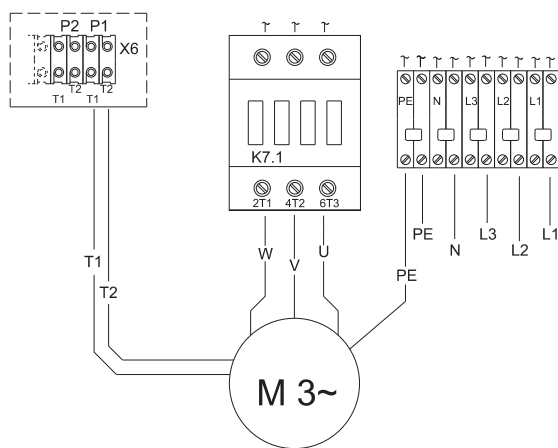 P2 P1
X6
T2 T2
T1 T1
K7.1
2T1 4T2 6T3
PE N L3 L2 L1
W V U
PE N L3 L2 L1
PE
T1
T2
M 3~